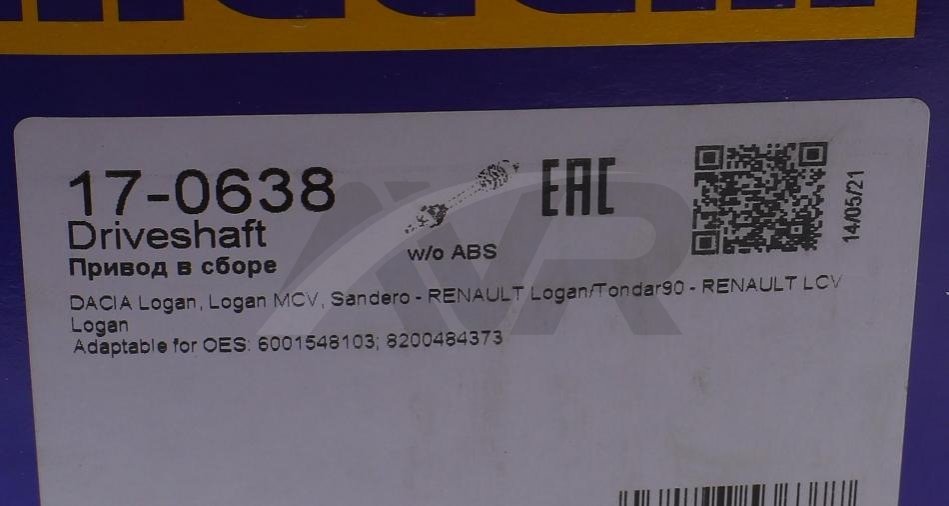 17-0638
Driveshaft
Привод в сборе
w/o ABS
EAC
14/05/21
DACIA Logan, Logan MCV, Sandero - RENAULT Logan/Tondar90 - RENAULT LCV
Logan
Adaptable for OES: 6001548103; 8200484373
AVR